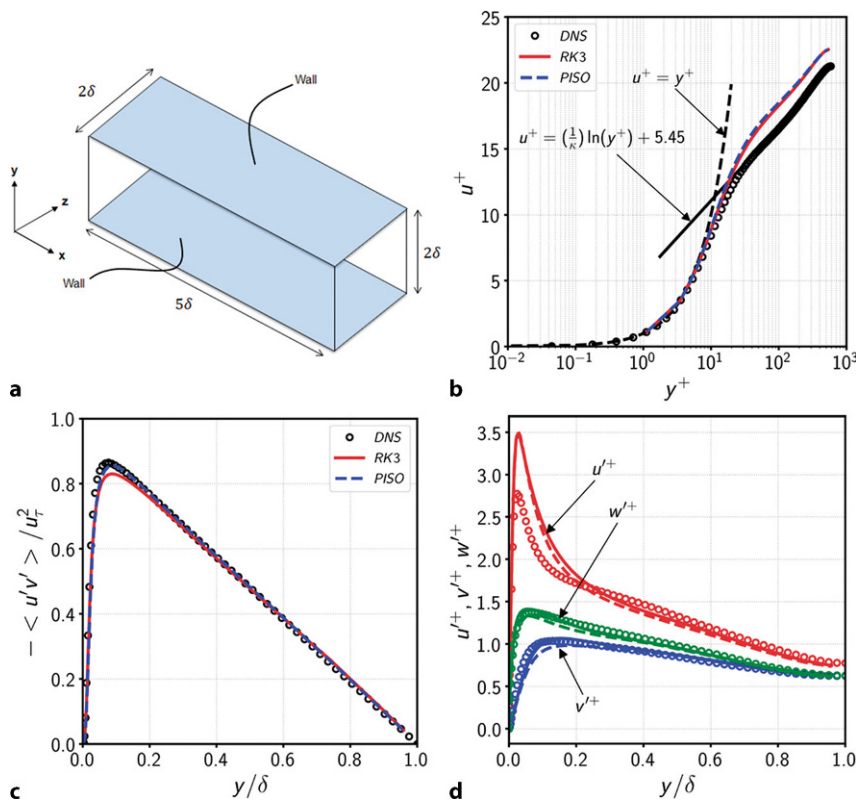 2δ
Wall
y
z
x
2δ
Wall
5δ
a
DNS
RK3
PISO
u⁺ = y⁺
u⁺ = (1/κ) ln(y⁺) + 5.45
u⁺
25
20
15
10
5
0
10⁻² 10⁻¹ 10⁰ 10¹ 10² 10³
y⁺
b
DNS
RK3
PISO
− < u′v′ > /u²τ
1.0
0.8
0.6
0.4
0.2
0.0
0.0 0.2 0.4 0.6 0.8 1.0
y/δ
c
u′⁺
w′⁺
v′⁺
u′⁺, v′⁺, w′⁺
3.5
3.0
2.5
2.0
1.5
1.0
0.5
0.0
0.0 0.2 0.4 0.6 0.8 1.0
y/δ
d